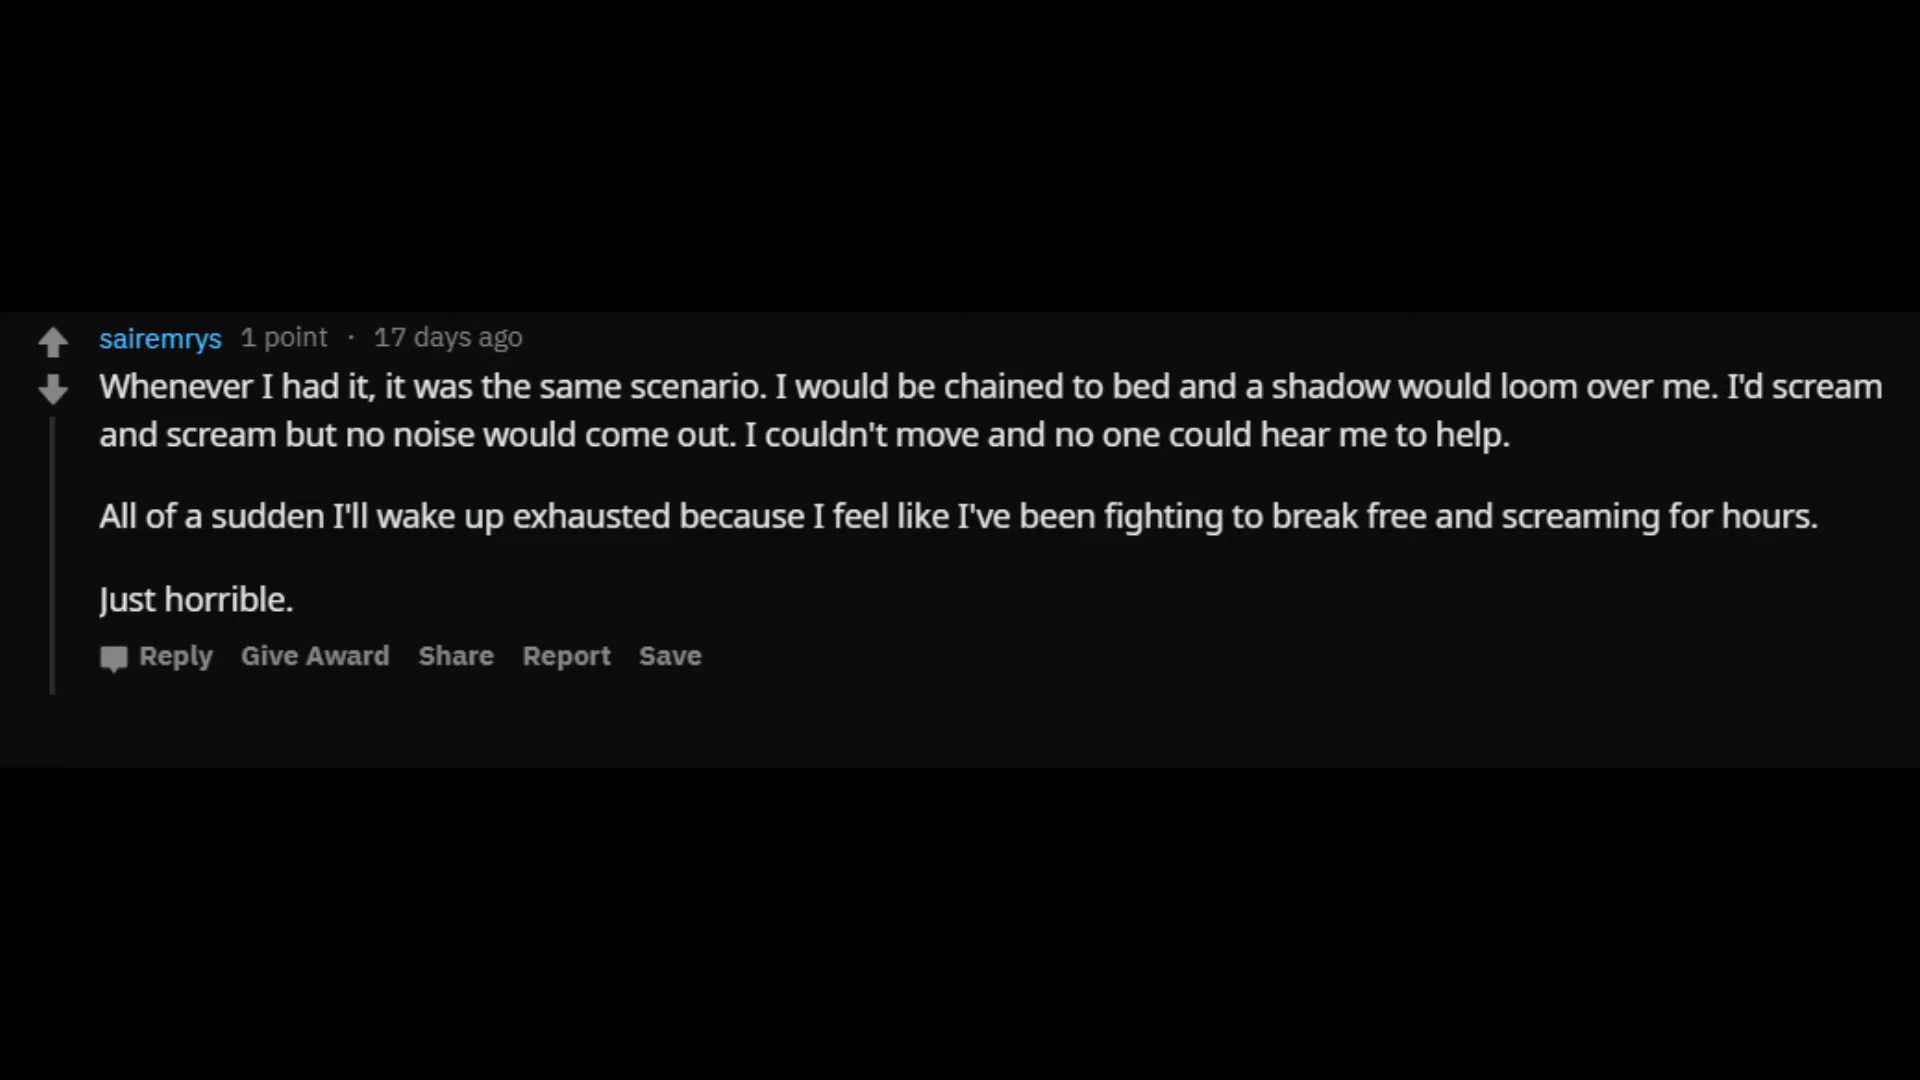 sairemrys 1 point · 17 days ago
Whenever I had it, it was the same scenario. I would be chained to bed and a shadow would loom over me. I'd scream
and scream but no noise would come out. I couldn't move and no one could hear me to help.
All of a sudden I'll wake up exhausted because I feel like I've been fighting to break free and screaming for hours.
Just horrible.
Reply Give Award Share Report Save